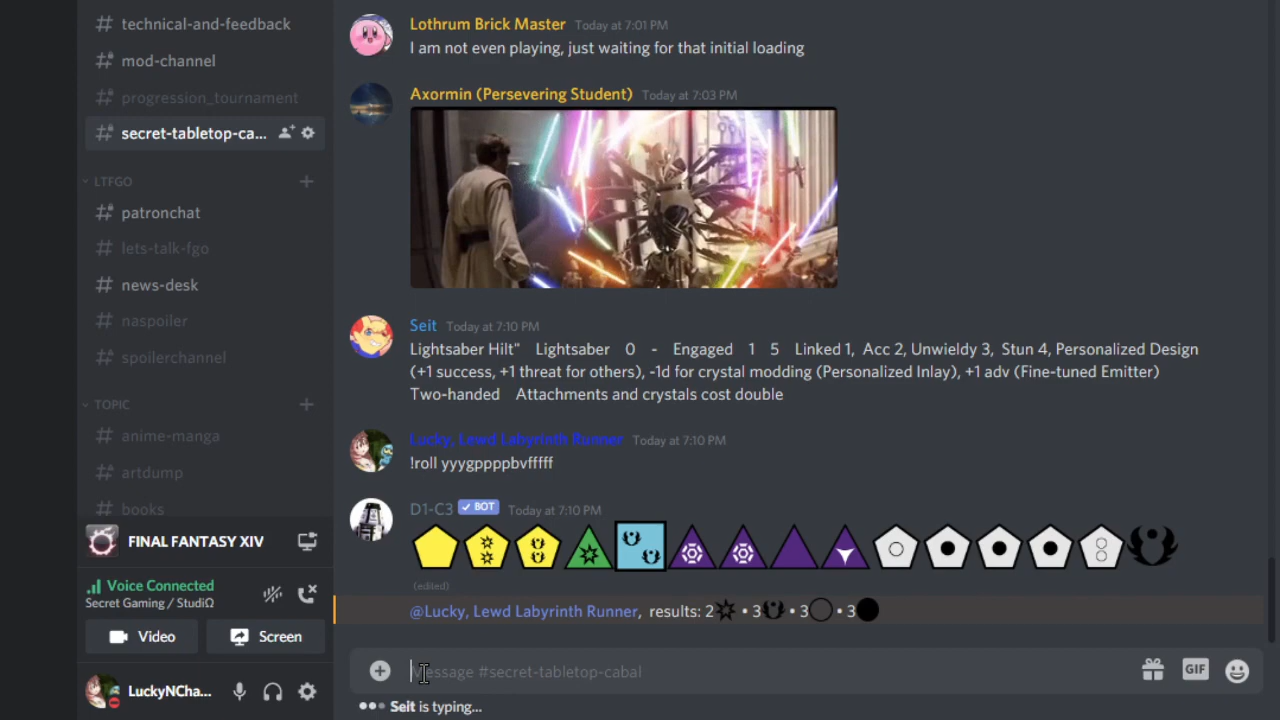 technical-and-feedback
mod-channel
progression_tournament
secret-tabletop-ca...
LTFGO
patronchat
lets-talk-fgo
news-desk
naspoiler
spoilerchannel
TOPIC
anime-manga
artdump
books
FINAL FANTASY XIV
Voice Connected
Secret Gaming / StudiΩ
Video
Screen
LuckyNCha...
Lothrum Brick Master Today at 7:01 PM
I am not even playing, just waiting for that initial loading
Axormin (Persevering Student) Today at 7:03 PM
Seit Today at 7:10 PM
Lightsaber Hilt" Lightsaber 0 - Engaged 1 5 Linked 1, Acc 2, Unwieldy 3, Stun 4, Personalized Design
(+1 success, +1 threat for others), -1d for crystal modding (Personalized Inlay), +1 adv (Fine-tuned Emitter)
Two-handed Attachments and crystals cost double
Lucky, Lewd Labyrinth Runner Today at 7:10 PM
!roll yyygppppbvfffff
D1-C3 ✓ BOT Today at 7:10 PM
(edited)
@Lucky, Lewd Labyrinth Runner, results: 2 • 3 • 3 • 3
Message #secret-tabletop-cabal
GIF
Seit is typing...